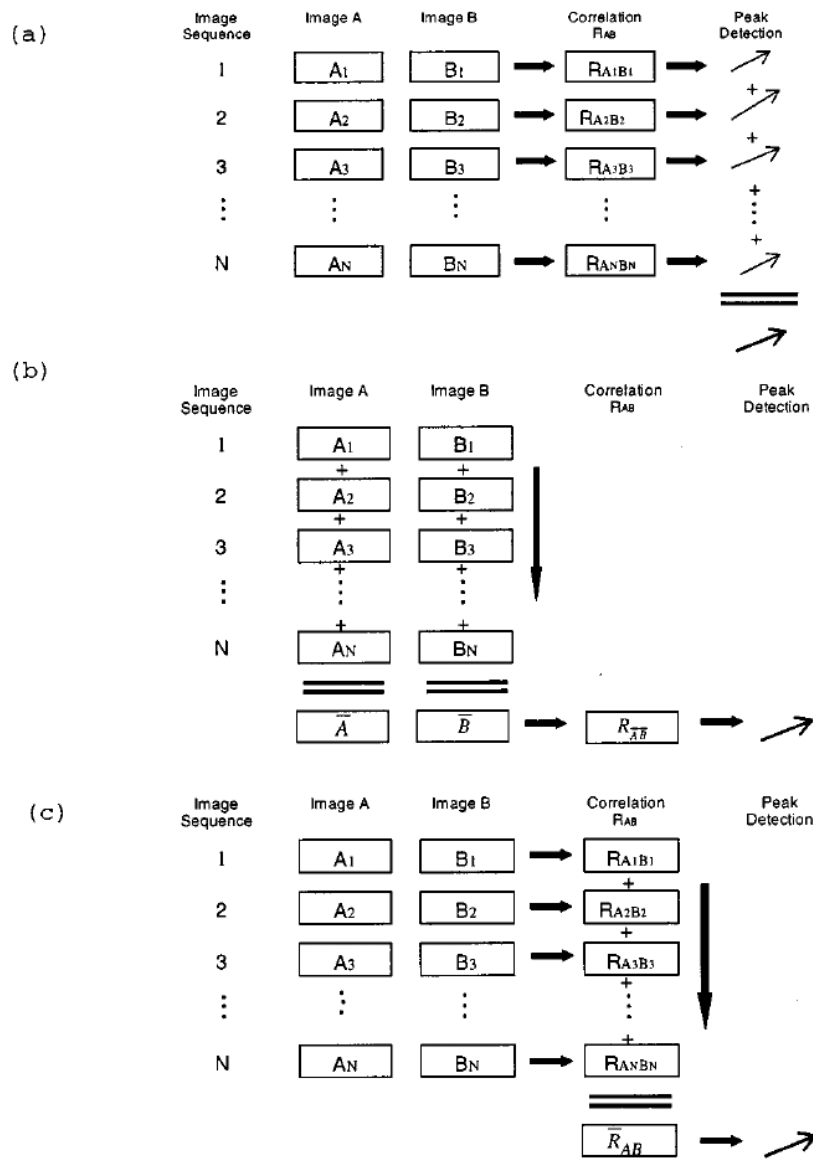 (a)
Image Sequence Image A Image B Correlation RAB Peak Detection
1 A1 B1 RA1B1
+
2 A2 B2 RA2B2
+
3 A3 B3 RA3B3
+
⋮ ⋮ ⋮ ⋮ ⋮
+
N AN BN RANBN
(b)
Image Sequence Image A Image B Correlation RAB Peak Detection
1 A1 B1
+ +
2 A2 B2
+ +
3 A3 B3
+ +
⋮ ⋮ ⋮
+ +
N AN BN
A̅ B̅ R A̅B̅
(c)
Image Sequence Image A Image B Correlation RAB Peak Detection
1 A1 B1 RA1B1
+
2 A2 B2 RA2B2
+
3 A3 B3 RA3B3
+
⋮ ⋮ ⋮ ⋮
+
N AN BN RANBN
R̅AB